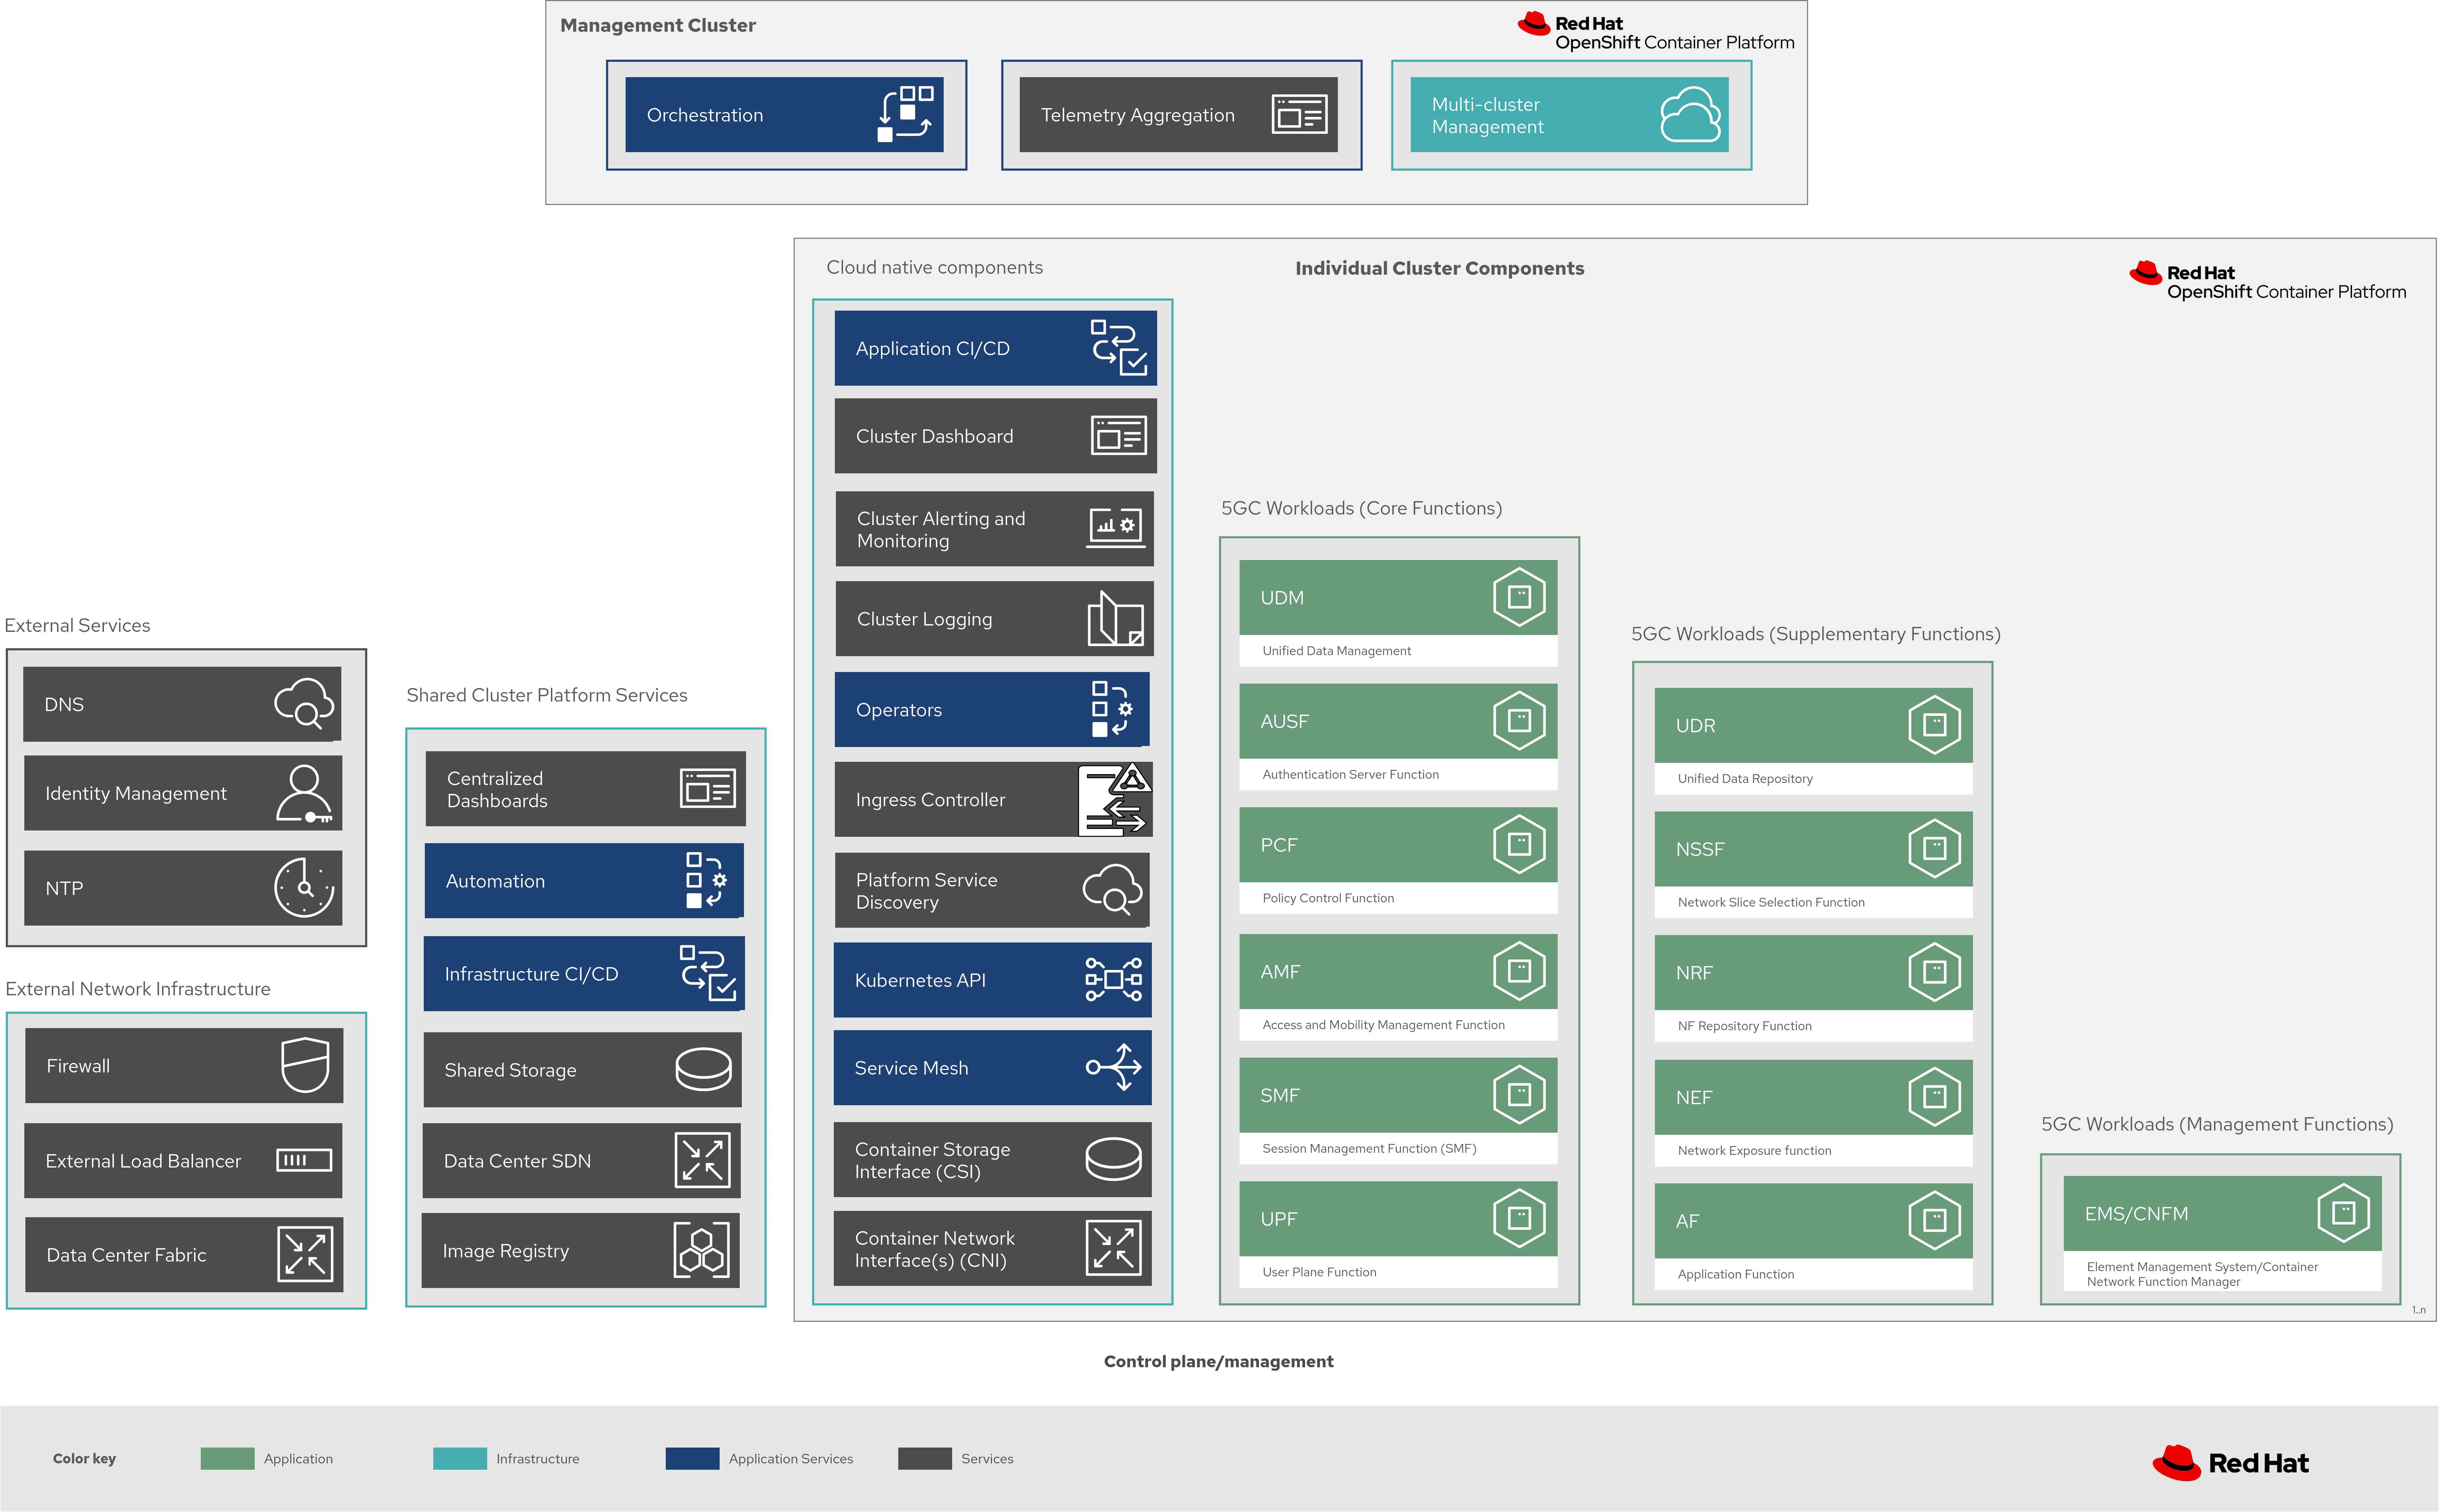 Management Cluster
Red Hat
OpenShift Container Platform
Orchestration
Telemetry Aggregation
Multi-cluster
Management
Cloud native components
Individual Cluster Components
Red Hat
OpenShift Container Platform
Application CI/CD
Cluster Dashboard
Cluster Alerting and
Monitoring
Cluster Logging
Operators
Ingress Controller
Platform Service
Discovery
Kubernetes API
Service Mesh
Container Storage
Interface (CSI)
Container Network
Interface(s) (CNI)
External Services
DNS
Identity Management
NTP
External Network Infrastructure
Firewall
External Load Balancer
Data Center Fabric
Shared Cluster Platform Services
Centralized
Dashboards
Automation
Infrastructure CI/CD
Shared Storage
Data Center SDN
Image Registry
5GC Workloads (Core Functions)
UDM
Unified Data Management
AUSF
Authentication Server Function
PCF
Policy Control Function
AMF
Access and Mobility Management Function
SMF
Session Management Function (SMF)
UPF
User Plane Function
5GC Workloads (Supplementary Functions)
UDR
Unified Data Repository
NSSF
Network Slice Selection Function
NRF
NF Repository Function
NEF
Network Exposure function
AF
Application Function
5GC Workloads (Management Functions)
EMS/CNFM
Element Management System/Container
Network Function Manager
1..n
Control plane/management
Color key
Application
Infrastructure
Application Services
Services
Red Hat